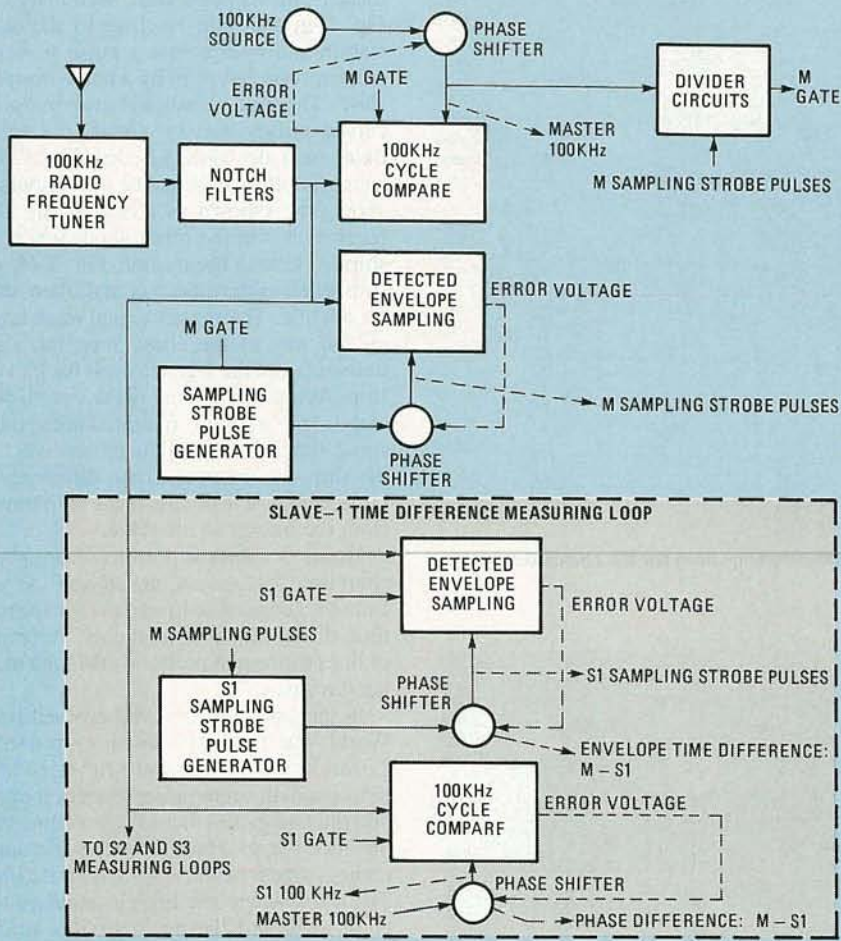 100KHz
SOURCE
PHASE
SHIFTER
M GATE
ERROR
VOLTAGE
DIVIDER
CIRCUITS
M
GATE
MASTER
100KHz
100KHz
RADIO
FREQUENCY
TUNER
NOTCH
FILTERS
100KHz
CYCLE
COMPARE
M SAMPLING STROBE PULSES
DETECTED
ENVELOPE
SAMPLING
ERROR VOLTAGE
M GATE
SAMPLING
STROBE
PULSE
GENERATOR
M SAMPLING STROBE PULSES
PHASE
SHIFTER
SLAVE–1 TIME DIFFERENCE MEASURING LOOP
DETECTED
ENVELOPE
SAMPLING
S1 GATE
ERROR VOLTAGE
M SAMPLING PULSES
S1
SAMPLING
STROBE
PULSE
GENERATOR
PHASE
SHIFTER
S1 SAMPLING STROBE PULSES
ENVELOPE TIME DIFFERENCE:
M – S1
100KHz
CYCLE
COMPARE
ERROR VOLTAGE
S1 GATE
TO S2 AND S3
MEASURING LOOPS
S1 100 KHz
MASTER 100KHz
PHASE SHIFTER
PHASE DIFFERENCE: M – S1